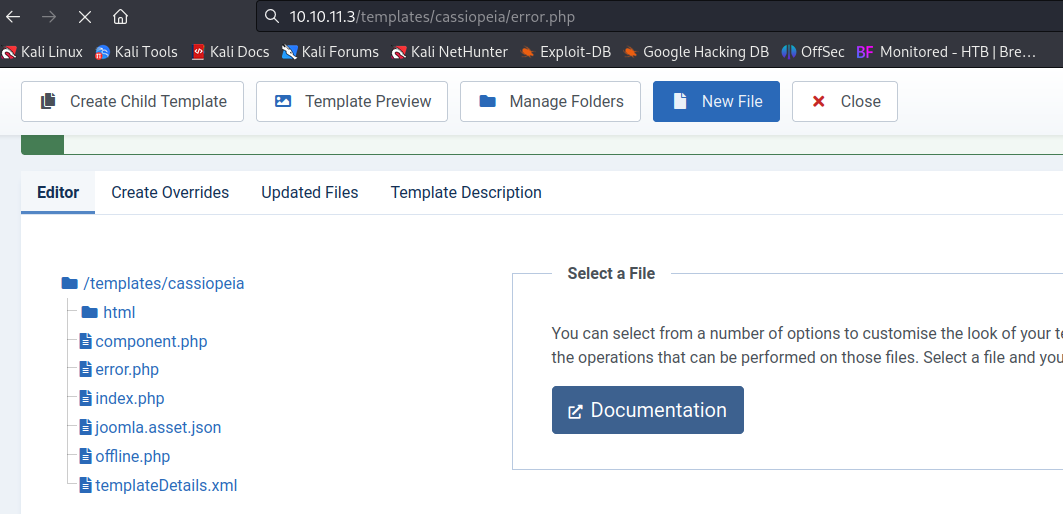 10.10.11.3/templates/cassiopeia/error.php
Kali Linux Kali Tools Kali Docs Kali Forums Kali NetHunter Exploit-DB Google Hacking DB OffSec BF Monitored - HTB | Bre...
Create Child Template Template Preview Manage Folders New File Close
Editor Create Overrides Updated Files Template Description
/templates/cassiopeia
html
component.php
error.php
index.php
joomla.asset.json
offline.php
templateDetails.xml
Select a File
You can select from a number of options to customise the look of your te
the operations that can be performed on those files. Select a file and you
Documentation